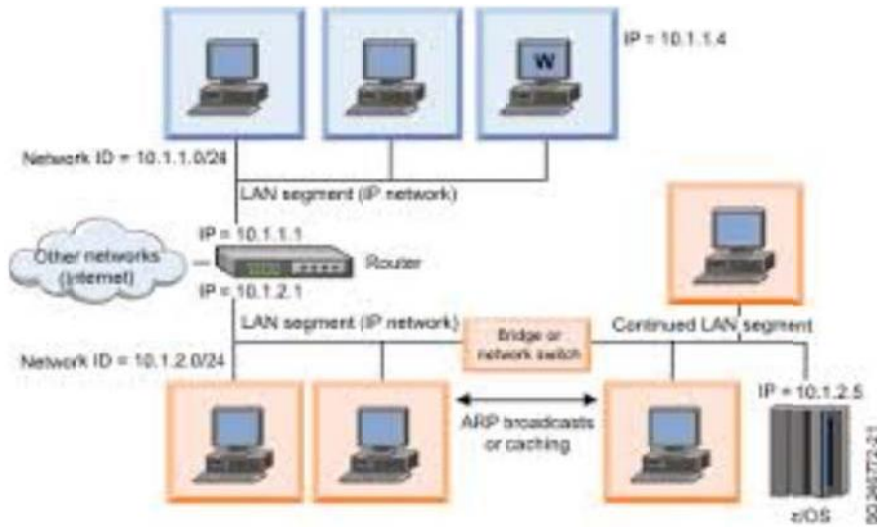 W
IP = 10.1.1.4
Network ID = 10.1.1.0/24
LAN segment (IP network)
IP = 10.1.1.1
Other networks
(Internet)
Router
IP = 10.1.2.1
LAN segment (IP network)
Bridge or
network switch
Continued LAN segment
Network ID = 10.1.2.0/24
IP = 10.1.2.5
ARP broadcasts
or caching
z/OS